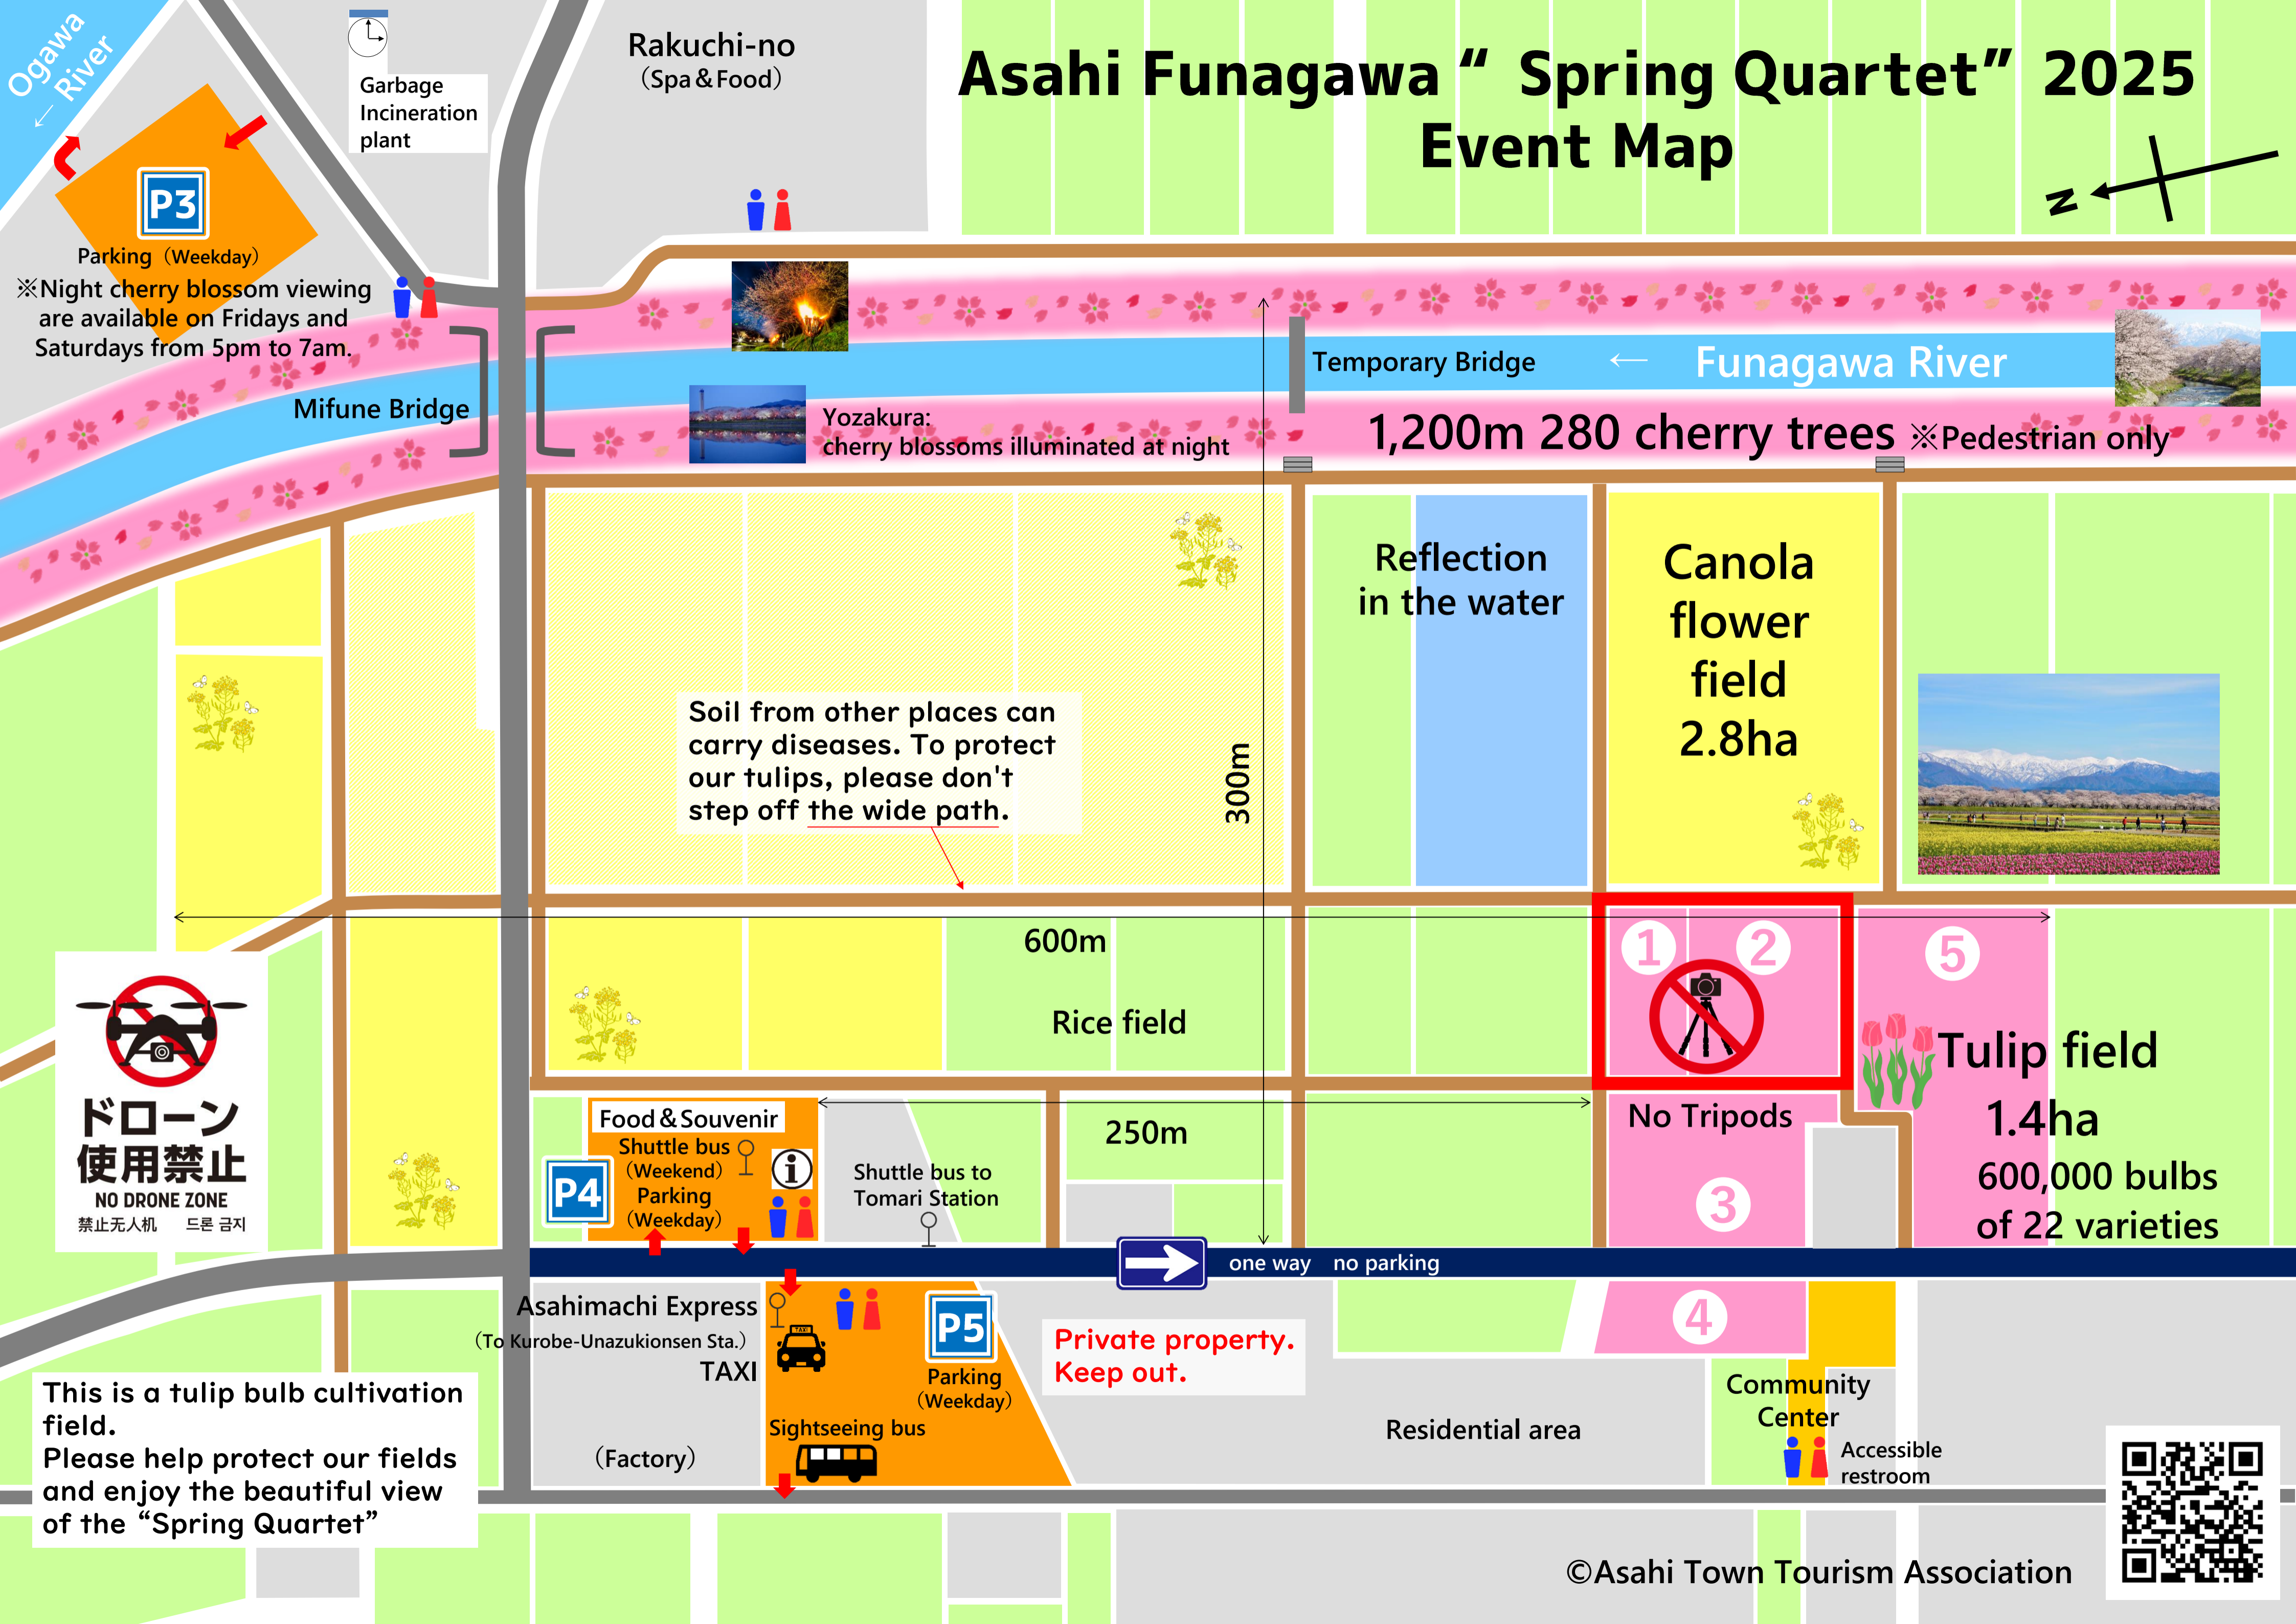 Asahi Funagawa “ Spring Quartet” 2025
Event Map
N
Ogawa
← River
Garbage
Incineration
plant
Rakuchi-no
（Spa＆Food）
P3
Parking（Weekday）
※Night cherry blossom viewing
are available on Fridays and
Saturdays from 5pm to 7am.
Mifune Bridge
Temporary Bridge
← Funagawa River
Yozakura:
cherry blossoms illuminated at night
1,200m 280 cherry trees ※Pedestrian only
Reflection
in the water
Canola
flower
field
2.8ha
Soil from other places can
carry diseases. To protect
our tulips, please don't
step off the wide path.
300m
600m
Rice field
1
2
5
No Tripods
3
Tulip field
1.4ha
600,000 bulbs
of 22 varieties
ドローン
使用禁止
NO DRONE ZONE
禁止无人机 드론 금지
Food＆Souvenir
Shuttle bus
（Weekend）
P4
Parking
（Weekday）
i
250m
Shuttle bus to
Tomari Station
one way no parking
Asahimachi Express
（To Kurobe-Unazukionsen Sta.）
TAXI
TAXI
P5
Parking
（Weekday）
Sightseeing bus
（Factory）
Private property.
Keep out.
4
Residential area
Community
Center
Accessible
restroom
This is a tulip bulb cultivation
field.
Please help protect our fields
and enjoy the beautiful view
of the “Spring Quartet”
©Asahi Town Tourism Association